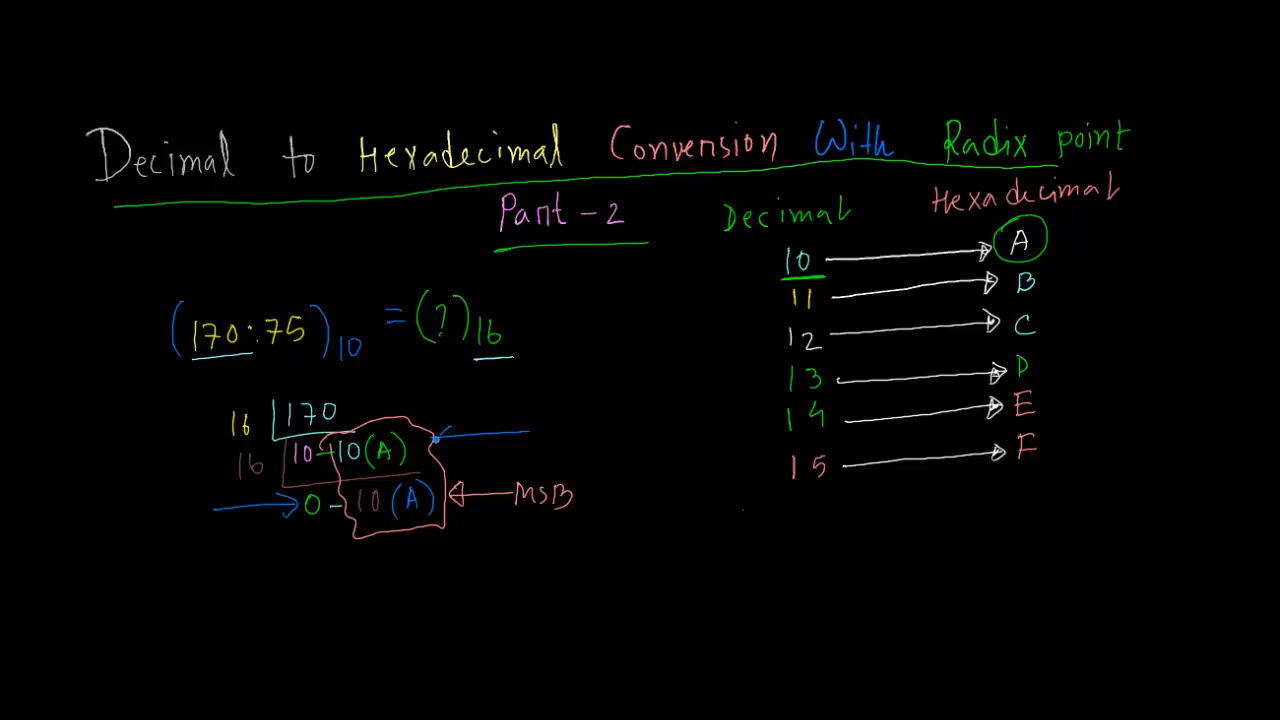 Decimal to Hexadecimal Conversion With Radix point
Part - 2
Decimal Hexadecimal
10 A
11 B
12 C
13 D
14 E
15 F
(170.75)10 = (?)16
16 170
16 10 - 10 (A)
0 - 10 (A) MSB